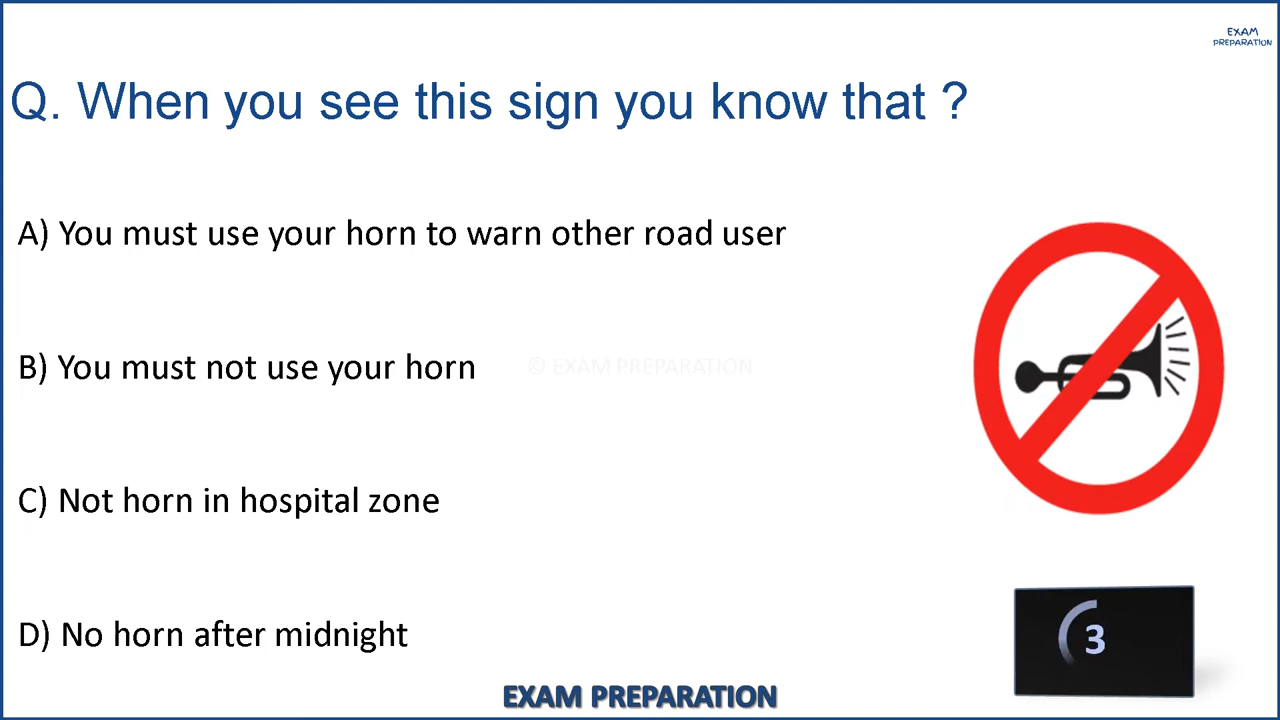 EXAM
PREPARATION
Q. When you see this sign you know that ?
A) You must use your horn to warn other road user
B) You must not use your horn
© EXAM PREPARATION
C) Not horn in hospital zone
D) No horn after midnight
3
EXAM PREPARATION